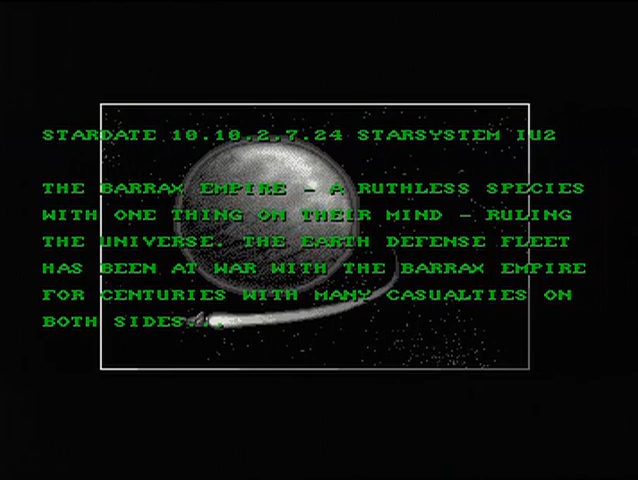 STARDATE 10.10.2.7.24 STARSYSTEM IU2
THE BARRAX EMPIRE - A RUTHLESS SPECIES
WITH ONE THING ON THEIR MIND - RULING
THE UNIVERSE. THE EARTH DEFENSE FLEET
HAS BEEN AT WAR WITH THE BARRAX EMPIRE
FOR CENTURIES WITH MANY CASUALTIES ON
BOTH SIDES...